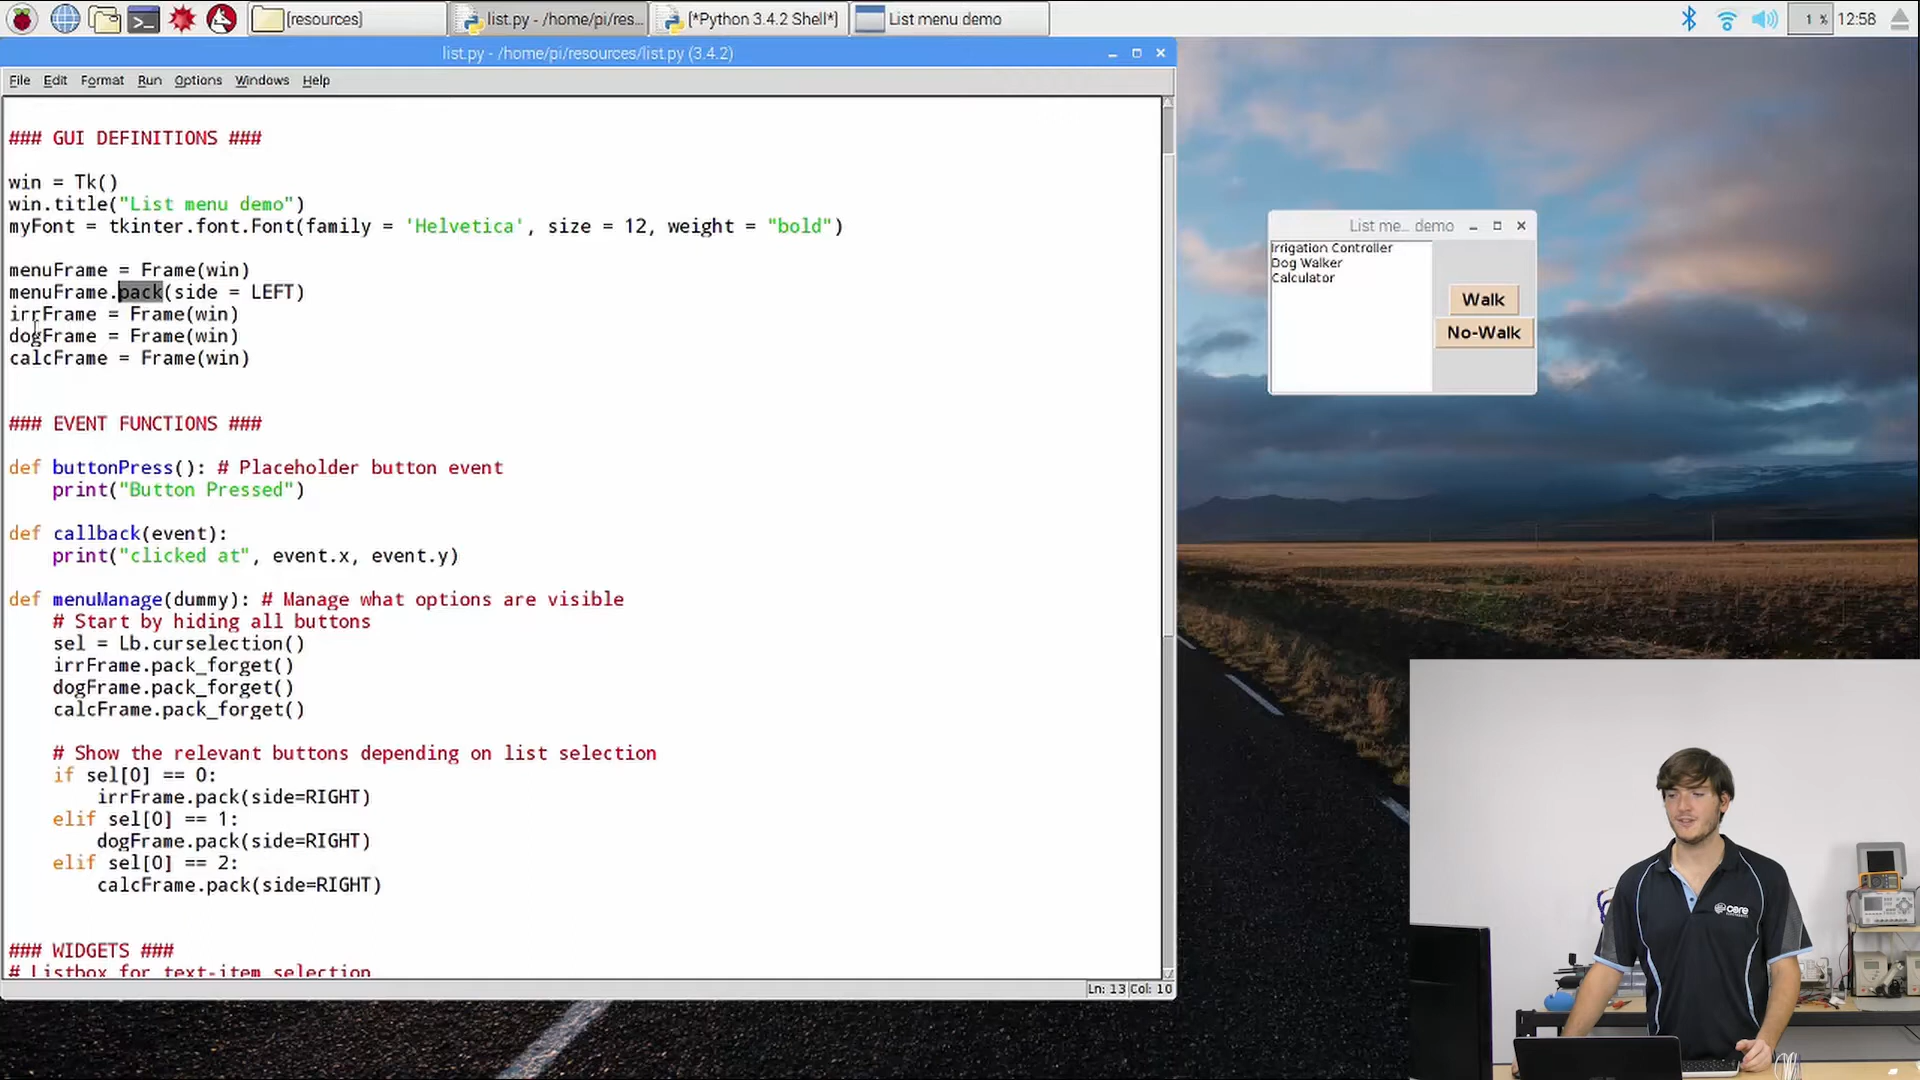 [resources]
list.py - /home/pi/res...
[*Python 3.4.2 Shell*]
List menu demo
1 %
12:58
list.py - /home/pi/resources/list.py (3.4.2)
File Edit Format Run Options Windows Help
### GUI DEFINITIONS ###
win = Tk()
win.title("List menu demo")
myFont = tkinter.font.Font(family = 'Helvetica', size = 12, weight = "bold")
menuFrame = Frame(win)
menuFrame.pack(side = LEFT)
irrFrame = Frame(win)
dogFrame = Frame(win)
calcFrame = Frame(win)
### EVENT FUNCTIONS ###
def buttonPress(): # Placeholder button event
print("Button Pressed")
def callback(event):
print("clicked at", event.x, event.y)
def menuManage(dummy): # Manage what options are visible
# Start by hiding all buttons
sel = Lb.curselection()
irrFrame.pack_forget()
dogFrame.pack_forget()
calcFrame.pack_forget()
# Show the relevant buttons depending on list selection
if sel[0] == 0:
irrFrame.pack(side=RIGHT)
elif sel[0] == 1:
dogFrame.pack(side=RIGHT)
elif sel[0] == 2:
calcFrame.pack(side=RIGHT)
### WIDGETS ###
# Listbox for text-item selection
Ln: 13 Col: 10
List me... demo
Irrigation Controller
Dog Walker
Calculator
Walk
No-Walk
core